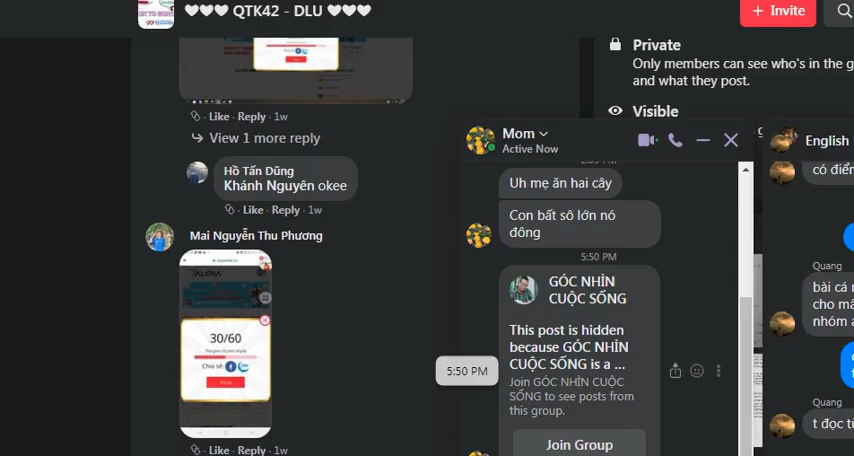 ♥♥♥ QTK42 - DLU ♥♥♥
+ Invite
Like · Reply · 1w
View 1 more reply
Hồ Tấn Dũng
Khánh Nguyên okee
Like · Reply · 1w
Mai Nguyễn Thu Phương
30/60
Chia sẻ:
Like · Reply · 1w
Private
Only members can see who's in the g
and what they post.
Visible
Mom
Active Now
Uh mẹ ăn hai cây
Con bất sô lớn nó
đông
5:50 PM
GÓC NHÌN
CUỘC SỐNG
This post is hidden
because GÓC NHÌN
CUỘC SỐNG is a ...
Join GÓC NHÌN CUỘC
SỐNG to see posts from
this group.
Join Group
5:50 PM
English
có điển
Quang
bài cá n
cho mã
nhóm a
Quang
t đọc từ